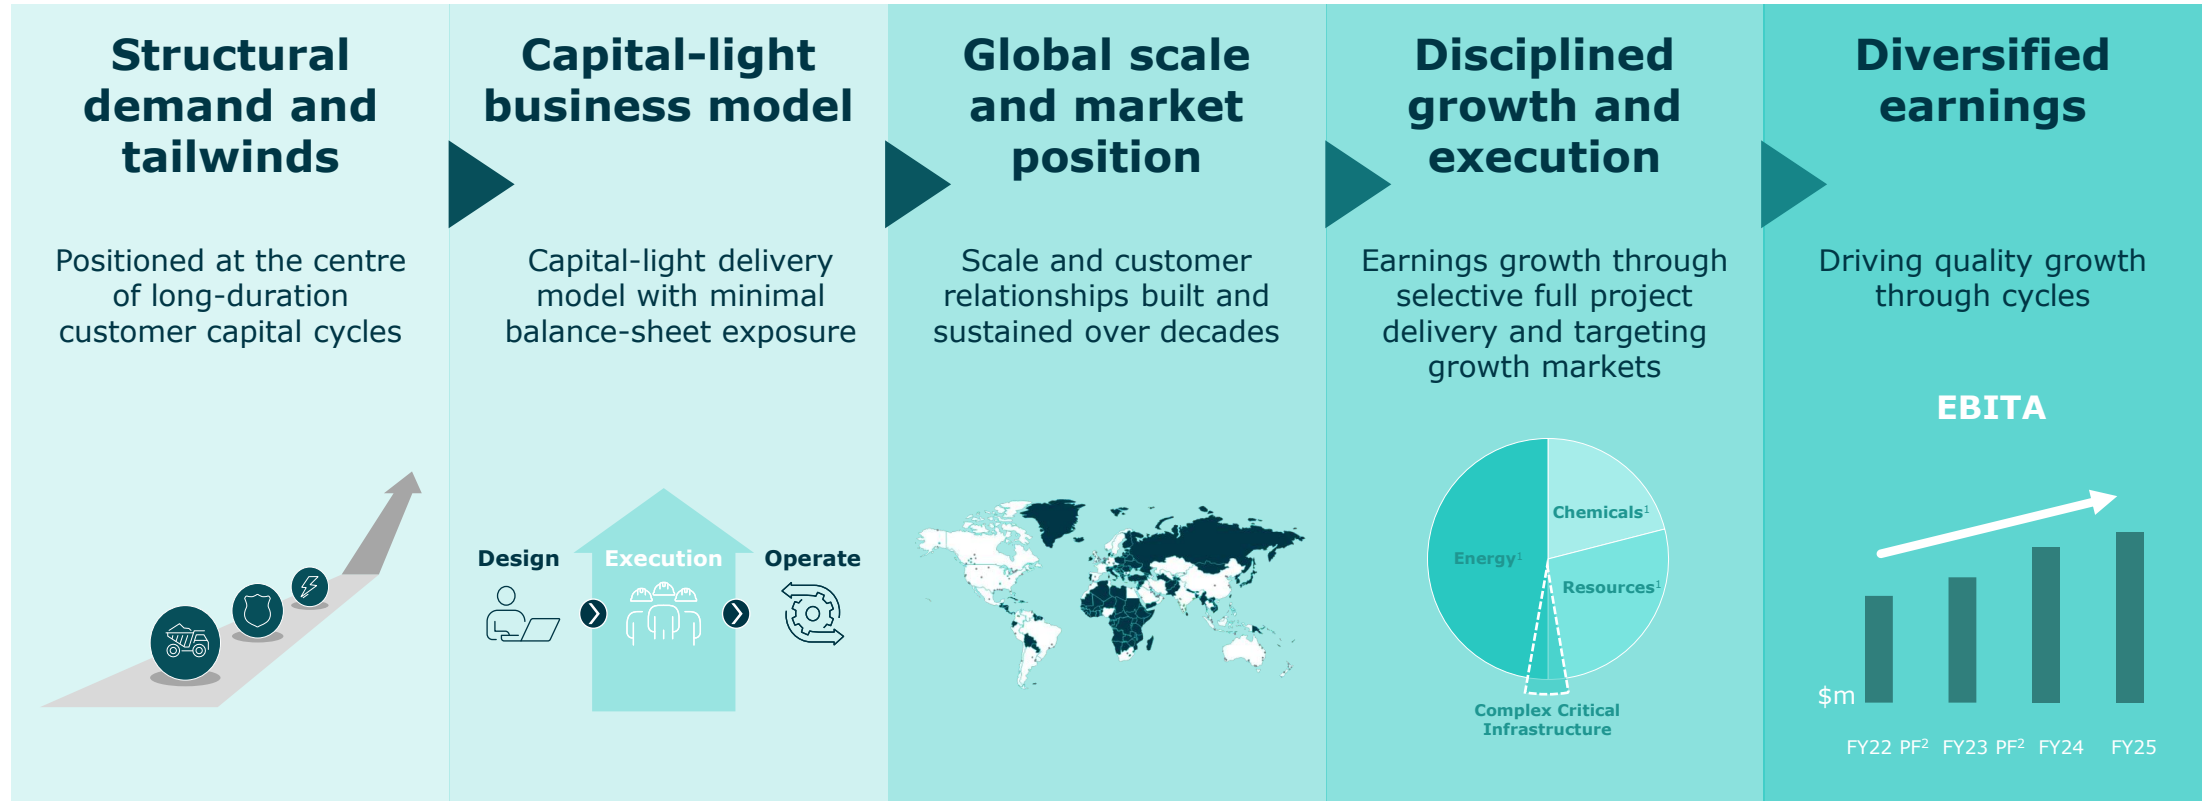 Structural
demand and
tailwinds
Positioned at the centre
of long-duration
customer capital cycles
Capital-light
business model
Capital-light delivery
model with minimal
balance-sheet exposure
Design
Execution
Operate
Global scale
and market
position
Scale and customer
relationships built and
sustained over decades
Disciplined
growth and
execution
Earnings growth through
selective full project
delivery and targeting
growth markets
Chemicals¹
Energy¹
Resources¹
Complex Critical
Infrastructure
Diversified
earnings
Driving quality growth
through cycles
EBITA
$m
FY22 PF² FY23 PF² FY24 FY25